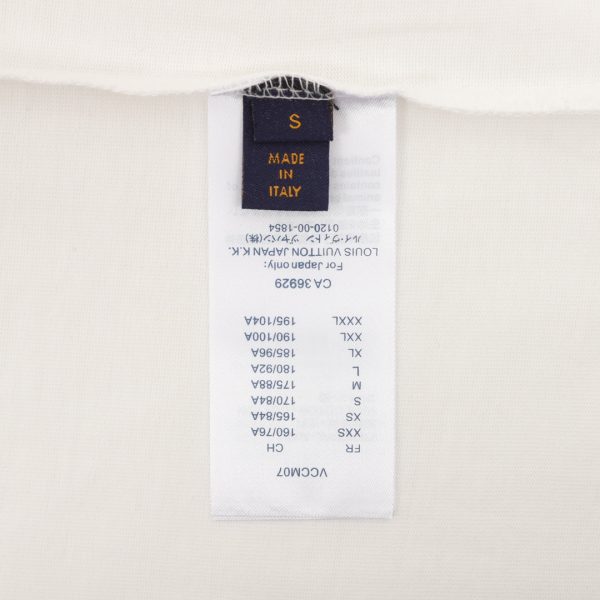 S
MADE
IN
ITALY
VCCM07
FR CH
XXS 160/76A
XS 165/84A
S 170/84A
M 175/88A
L 180/92A
XL 185/96A
XXL 190/100A
XXXL 195/104A
CA 36929
For Japan only:
LOUIS VUITTON JAPAN K.K.
ルイ・ヴィトン ジャパン(株)
0120-00-1854